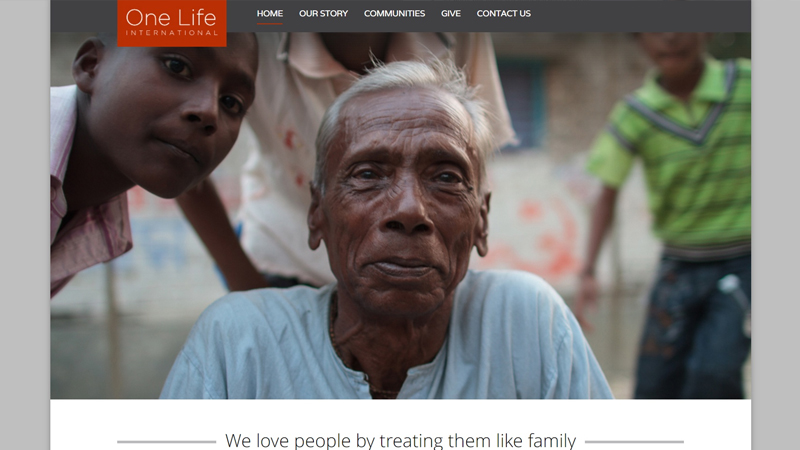 One Life
INTERNATIONAL
HOME OUR STORY COMMUNITIES GIVE CONTACT US
We love people by treating them like family